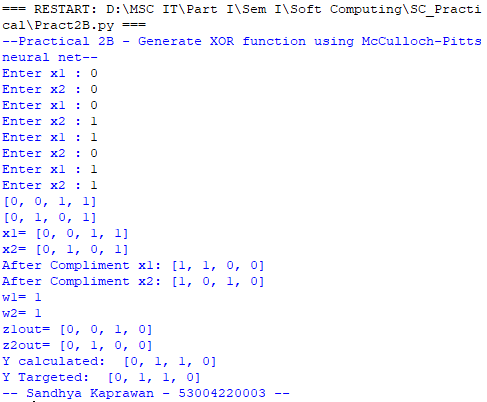 === RESTART: D:\MSC IT\Part I\Sem I\Soft Computing\SC_Practi
cal\Pract2B.py ===
--Practical 2B - Generate XOR function using McCulloch-Pitts
neural net--
Enter x1 : 0
Enter x2 : 0
Enter x1 : 0
Enter x2 : 1
Enter x1 : 1
Enter x2 : 0
Enter x1 : 1
Enter x2 : 1
[0, 0, 1, 1]
[0, 1, 0, 1]
x1= [0, 0, 1, 1]
x2= [0, 1, 0, 1]
After Compliment x1: [1, 1, 0, 0]
After Compliment x2: [1, 0, 1, 0]
w1= 1
w2= 1
z1out= [0, 0, 1, 0]
z2out= [0, 1, 0, 0]
Y calculated:  [0, 1, 1, 0]
Y Targeted:  [0, 1, 1, 0]
-- Sandhya Kaprawan - 53004220003 --